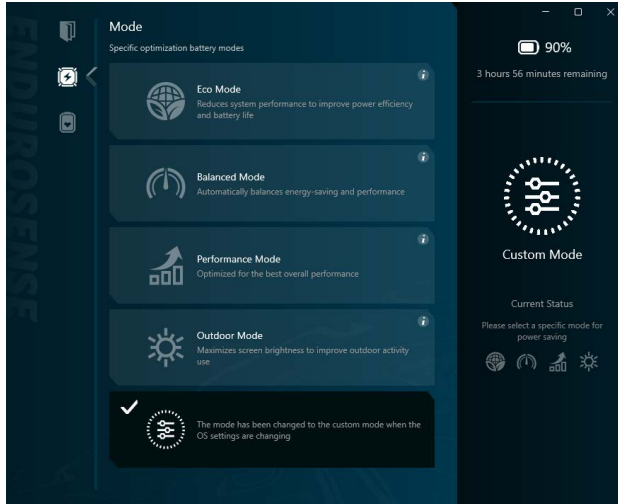 ENDUROSENSE
Mode
Specific optimization battery modes
Eco Mode
Reduces system performance to improve power efficiency
and battery life
Balanced Mode
Automatically balances energy-saving and performance
Performance Mode
Optimized for the best overall performance
Outdoor Mode
Maximizes screen brightness to improve outdoor activity
use
The mode has been changed to the custom mode when the
OS settings are changing
90%
3 hours 56 minutes remaining
Custom Mode
Current Status
Please select a specific mode for
power saving